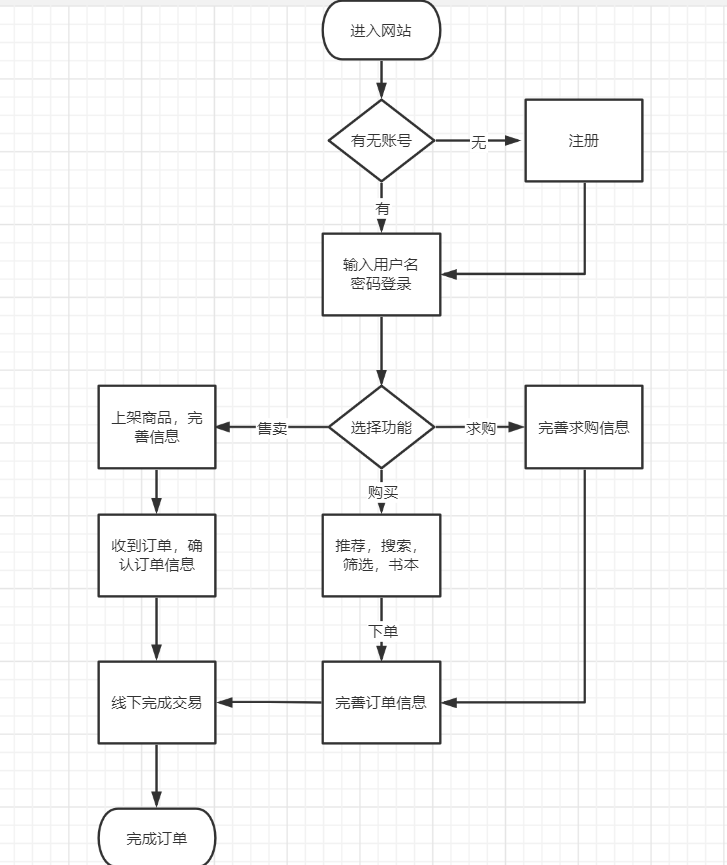 进入网站
有无账号
无
注册
有
输入用户名
密码登录
上架商品，完
善信息
售卖
选择功能
求购
完善求购信息
购买
收到订单，确
认订单信息
推荐，搜索，
筛选，书本
下单
线下完成交易
完善订单信息
完成订单